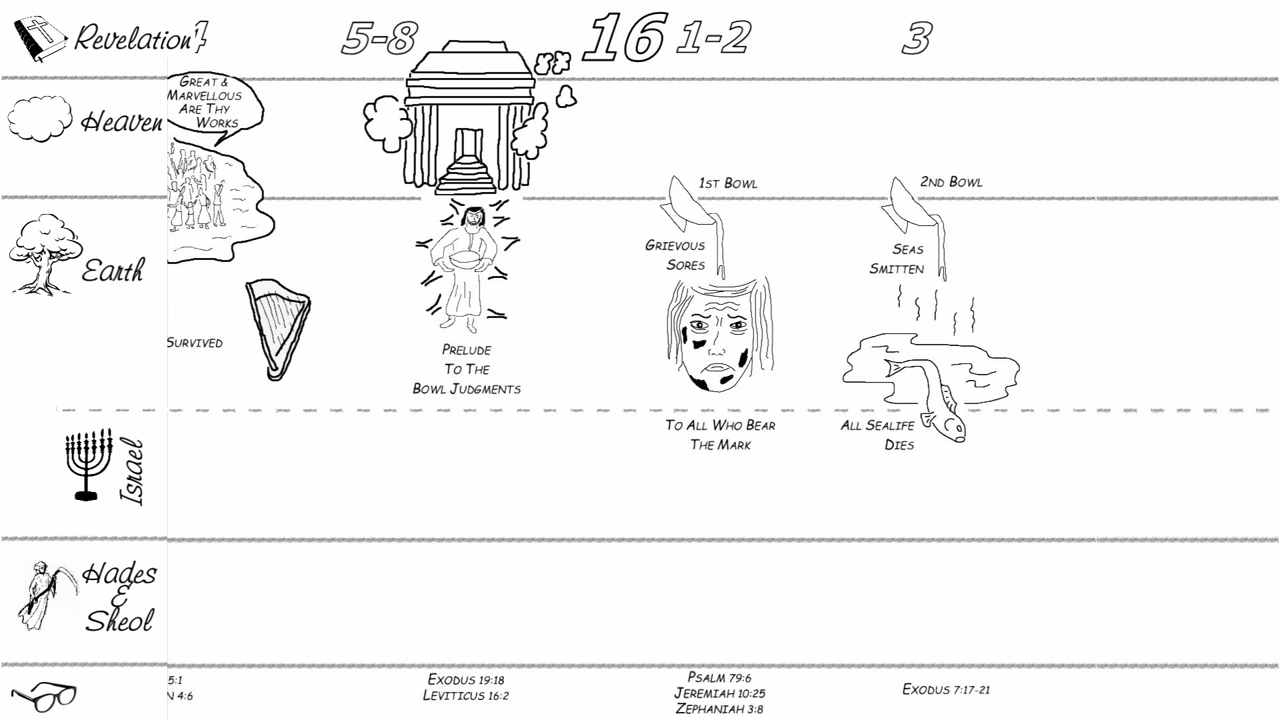 Revelation
5-8
16 1-2
3
Great &
Marvellous
Are Thy
Works
Heaven
1st Bowl
2nd Bowl
Grievous
Sores
Seas
Smitten
Earth
Survived
Prelude
To The
Bowl Judgments
To All Who Bear
The Mark
All Sealife
Dies
Israel
Hades
&
Sheol
5:1
4:6
Exodus 19:18
Leviticus 16:2
Psalm 79:6
Jeremiah 10:25
Zephaniah 3:8
Exodus 7:17-21